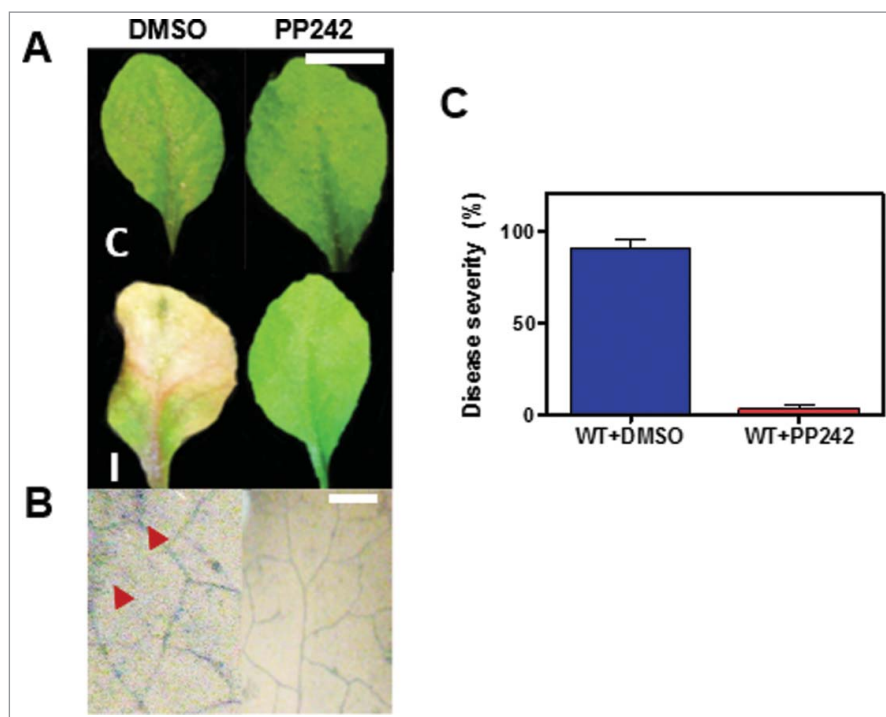 A
DMSO PP242
C
I
B
C
Disease severity (%)
100
50
0
WT+DMSO WT+PP242